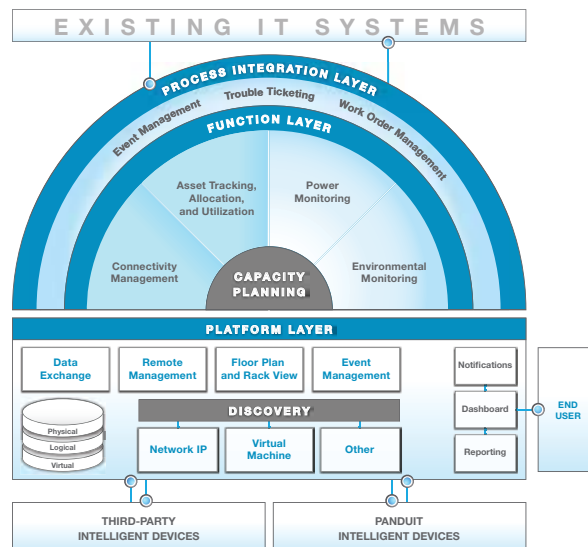 EXISTING IT SYSTEMS
PROCESS INTEGRATION LAYER
Event Management
Trouble Ticketing
Work Order Management
FUNCTION LAYER
Asset Tracking,
Allocation,
and Utilization
Power
Monitoring
Connectivity
Management
Environmental
Monitoring
CAPACITY
PLANNING
PLATFORM LAYER
Data
Exchange
Remote
Management
Floor Plan
and Rack View
Event
Management
Notifications
Dashboard
Reporting
END
USER
Physical
Logical
Virtual
DISCOVERY
Network IP
Virtual
Machine
Other
THIRD-PARTY
INTELLIGENT DEVICES
PANDUIT
INTELLIGENT DEVICES